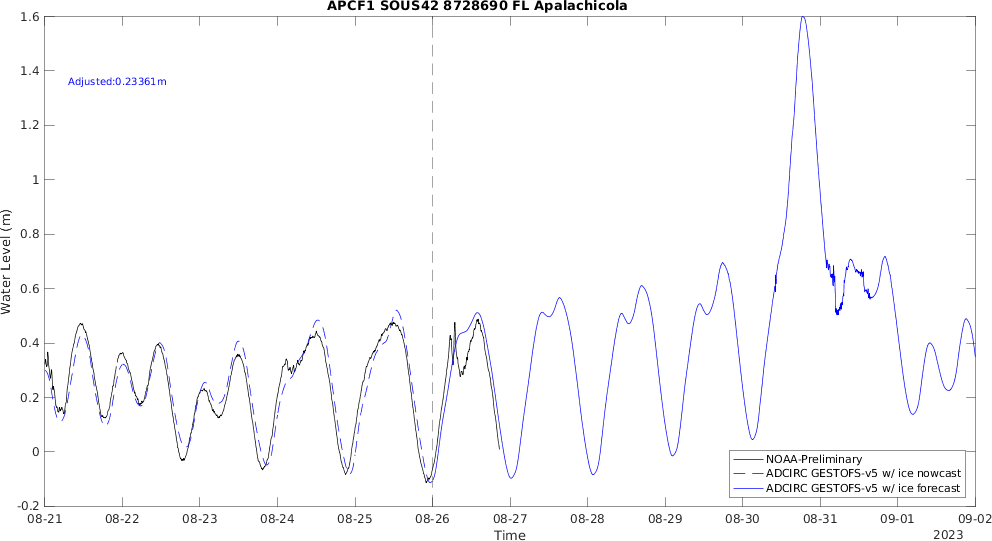 APCF1 SOUS42 8728690 FL Apalachicola
1.6
1.4
1.2
1
0.8
0.6
0.4
0.2
0
-0.2
Water Level (m)
Adjusted:0.23361m
NOAA-Preliminary
ADCIRC GESTOFS-v5 w/ ice nowcast
ADCIRC GESTOFS-v5 w/ ice forecast
08-21 08-22 08-23 08-24 08-25 08-26 08-27 08-28 08-29 08-30 08-31 09-01 09-02
Time
2023